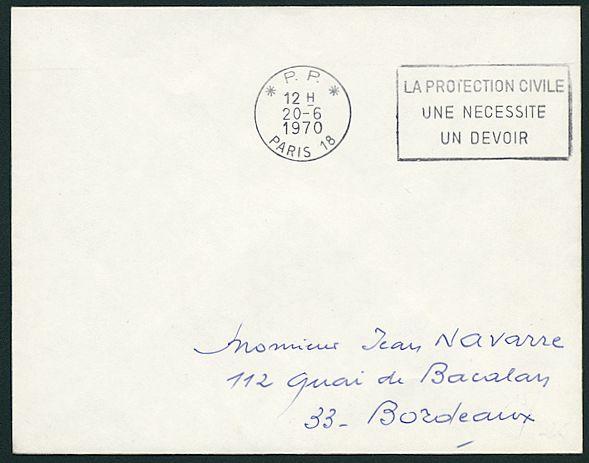 * P. P. *
12 H
20-6
1970
PARIS 18
LA PROTECTION CIVILE
UNE NECESSITE
UN DEVOIR
Monsieur Jean NAVARRE
112 Quai de Bacalan
33 - Bordeaux